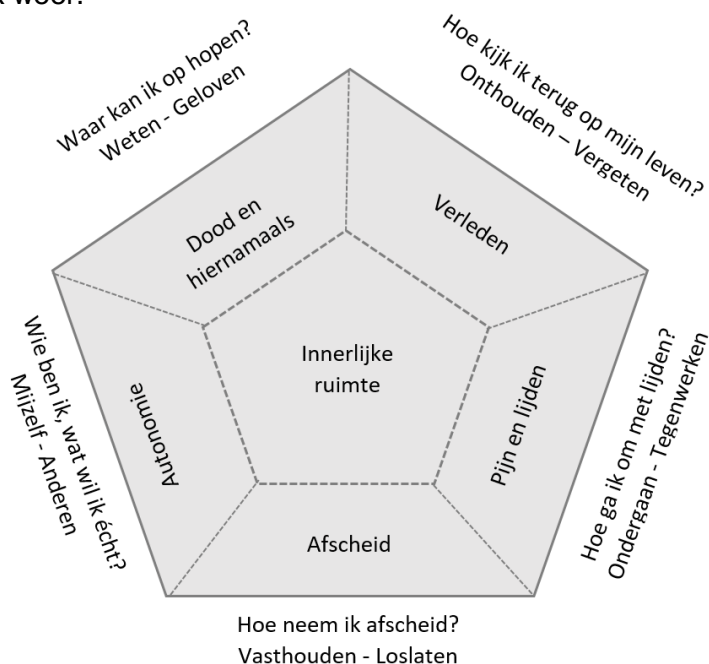 Waar kan ik op hopen?
Weten - Geloven
Hoe kijk ik terug op mijn leven?
Onthouden – Vergeten
Dood en
hiernamaals
Verleden
Innerlijke
ruimte
Wie ben ik, wat wil ik écht?
Mijzelf - Anderen
Autonomie
Pijn en lijden
Hoe ga ik om met lijden?
Ondergaan - Tegenwerken
Afscheid
Hoe neem ik afscheid?
Vasthouden - Loslaten